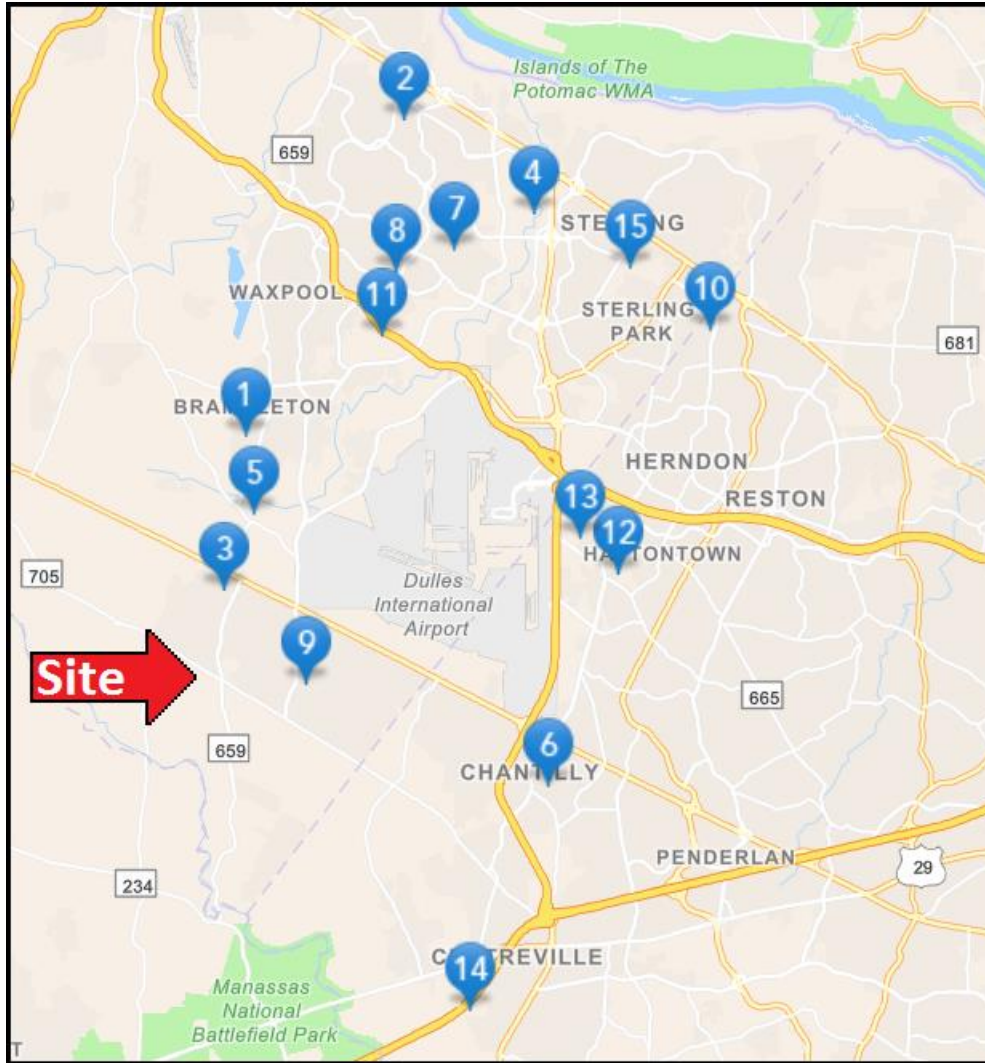 2
Islands of The
Potomac WMA
659
4
7
STERLING
15
8
WAXPOOL
11
10
STERLING
PARK
681
1
BRAMBLETON
5
HERNDON
13
RESTON
12
HATTONTOWN
3
705
Dulles
International
Airport
9
Site
665
659
6
CHANTILLY
PENDERLAN
29
234
CENTREVILLE
14
Manassas
National
Battlefield Park
T